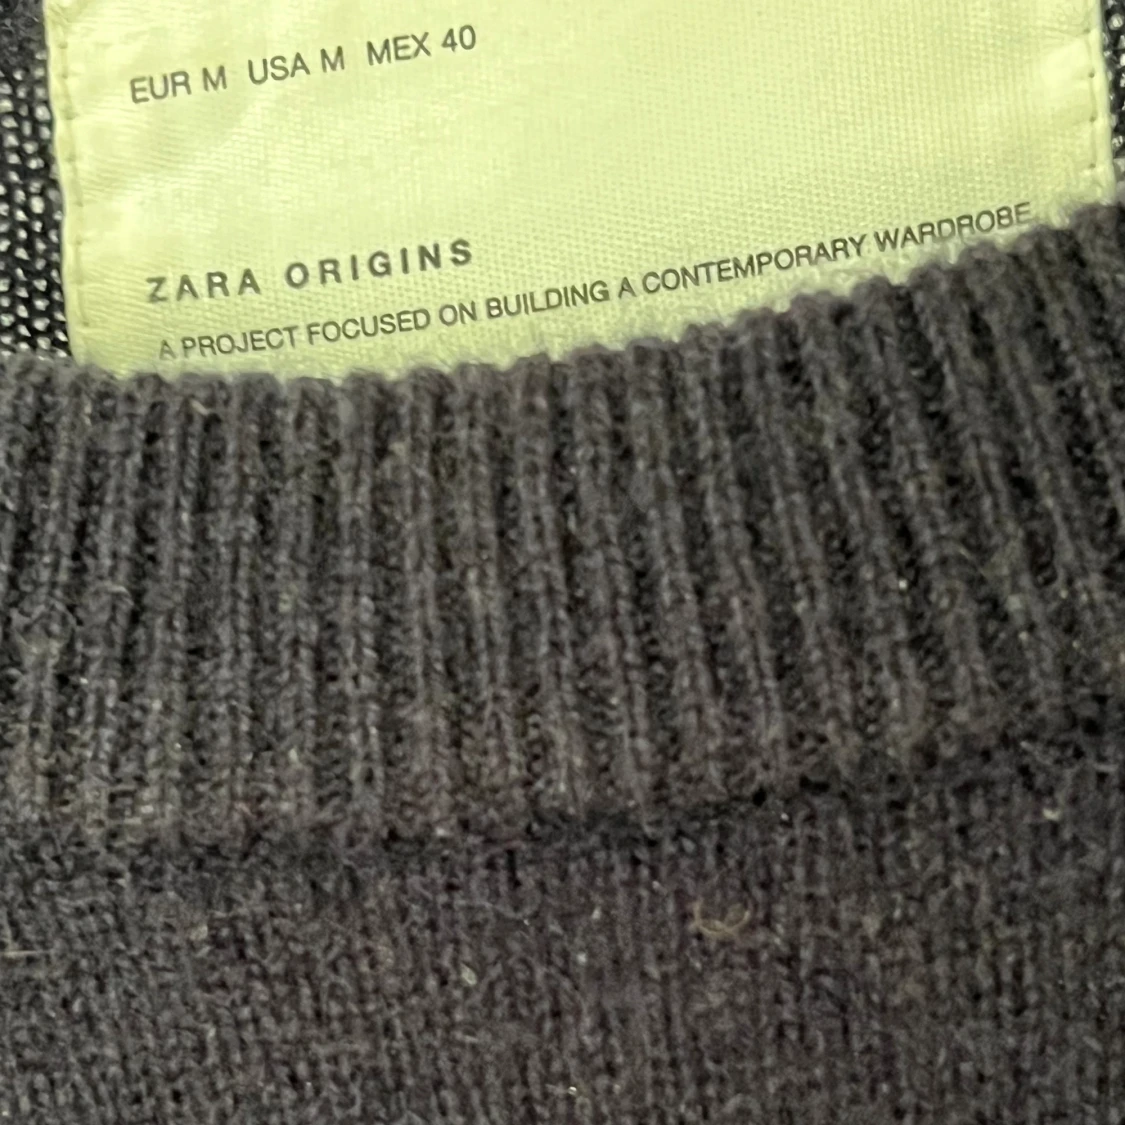 EUR M USA M MEX 40
ZARA ORIGINS
A PROJECT FOCUSED ON BUILDING A CONTEMPORARY WARDROBE